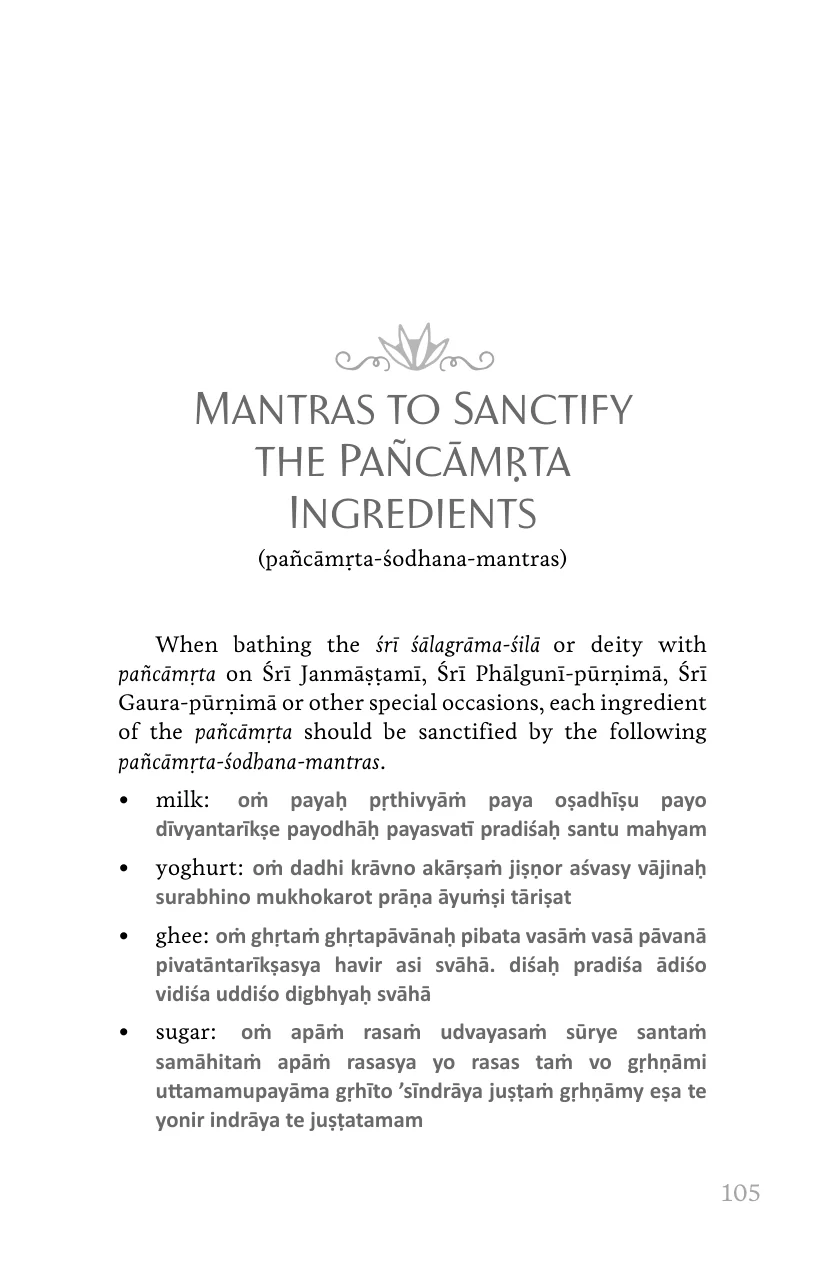 Mantras to Sanctify
the Pañcāmṛta
Ingredients
(pañcāmṛta-śodhana-mantras)
When bathing the śrī śālagrāma-śilā or deity with
pañcāmṛta on Śrī Janmāṣṭamī, Śrī Phālgunī-pūrṇimā, Śrī
Gaura-pūrṇimā or other special occasions, each ingredient
of the pañcāmṛta should be sanctified by the following
pañcāmṛta-śodhana-mantras.
• milk: oṁ payaḥ pṛthivyāṁ paya oṣadhīṣu payo
dīvyantarīkṣe payodhāḥ payasvatī pradiśaḥ santu mahyam
• yoghurt: oṁ dadhi krāvno akārṣaṁ jiṣṇor aśvasy vājinaḥ
surabhino mukhokarot prāṇa āyuṁṣi tāriṣat
• ghee: oṁ ghṛtaṁ ghṛtapāvānaḥ pibata vasāṁ vasā pāvanā
pivatāntarīkṣasya havir asi svāhā. diśaḥ pradiśa ādiśo
vidiśa uddiśo digbhyaḥ svāhā
• sugar: oṁ apāṁ rasaṁ udvayasaṁ sūrye santaṁ
samāhitaṁ apāṁ rasasya yo rasas taṁ vo gṛhṇāmi
uttamamupayāma gṛhīto ’sīndrāya juṣṭaṁ gṛhṇāmy eṣa te
yonir indrāya te juṣṭatamam
105